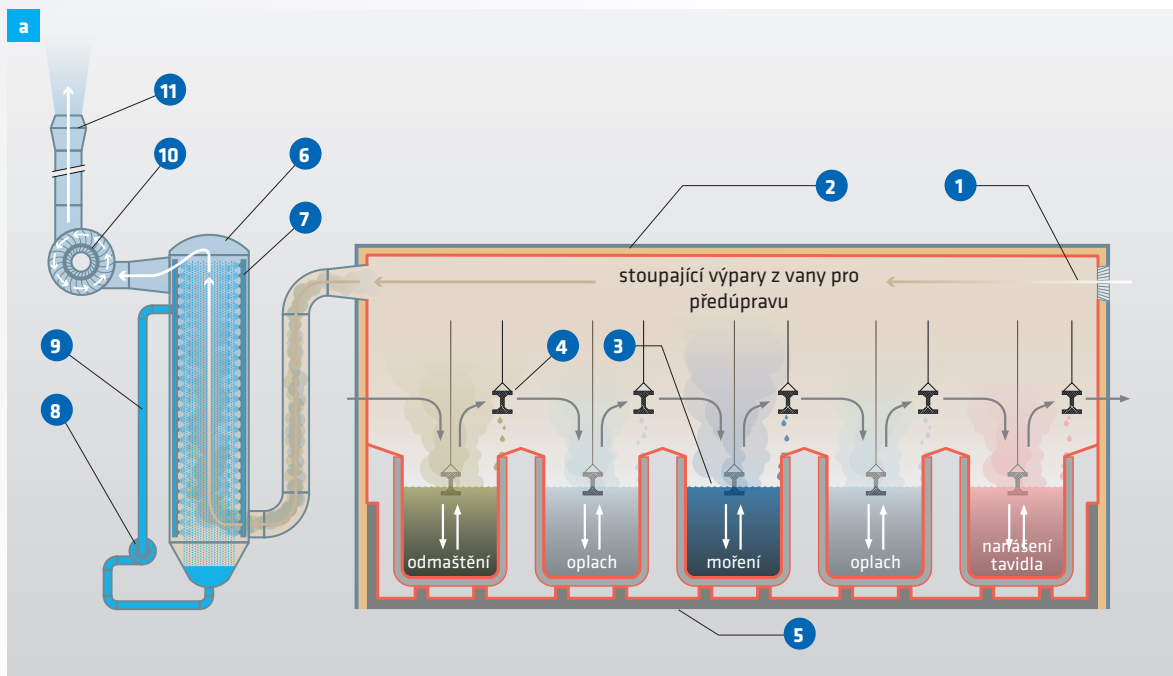 a
11
10
6
7
2
1
stoupající výpary z vany pro
předúpravu
9
4
3
8
odmaštění
oplach
moření
oplach
nanášení
tavidla
5